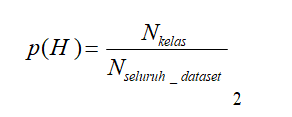 p(H) = N_kelas / N_seluruh_dataset
2